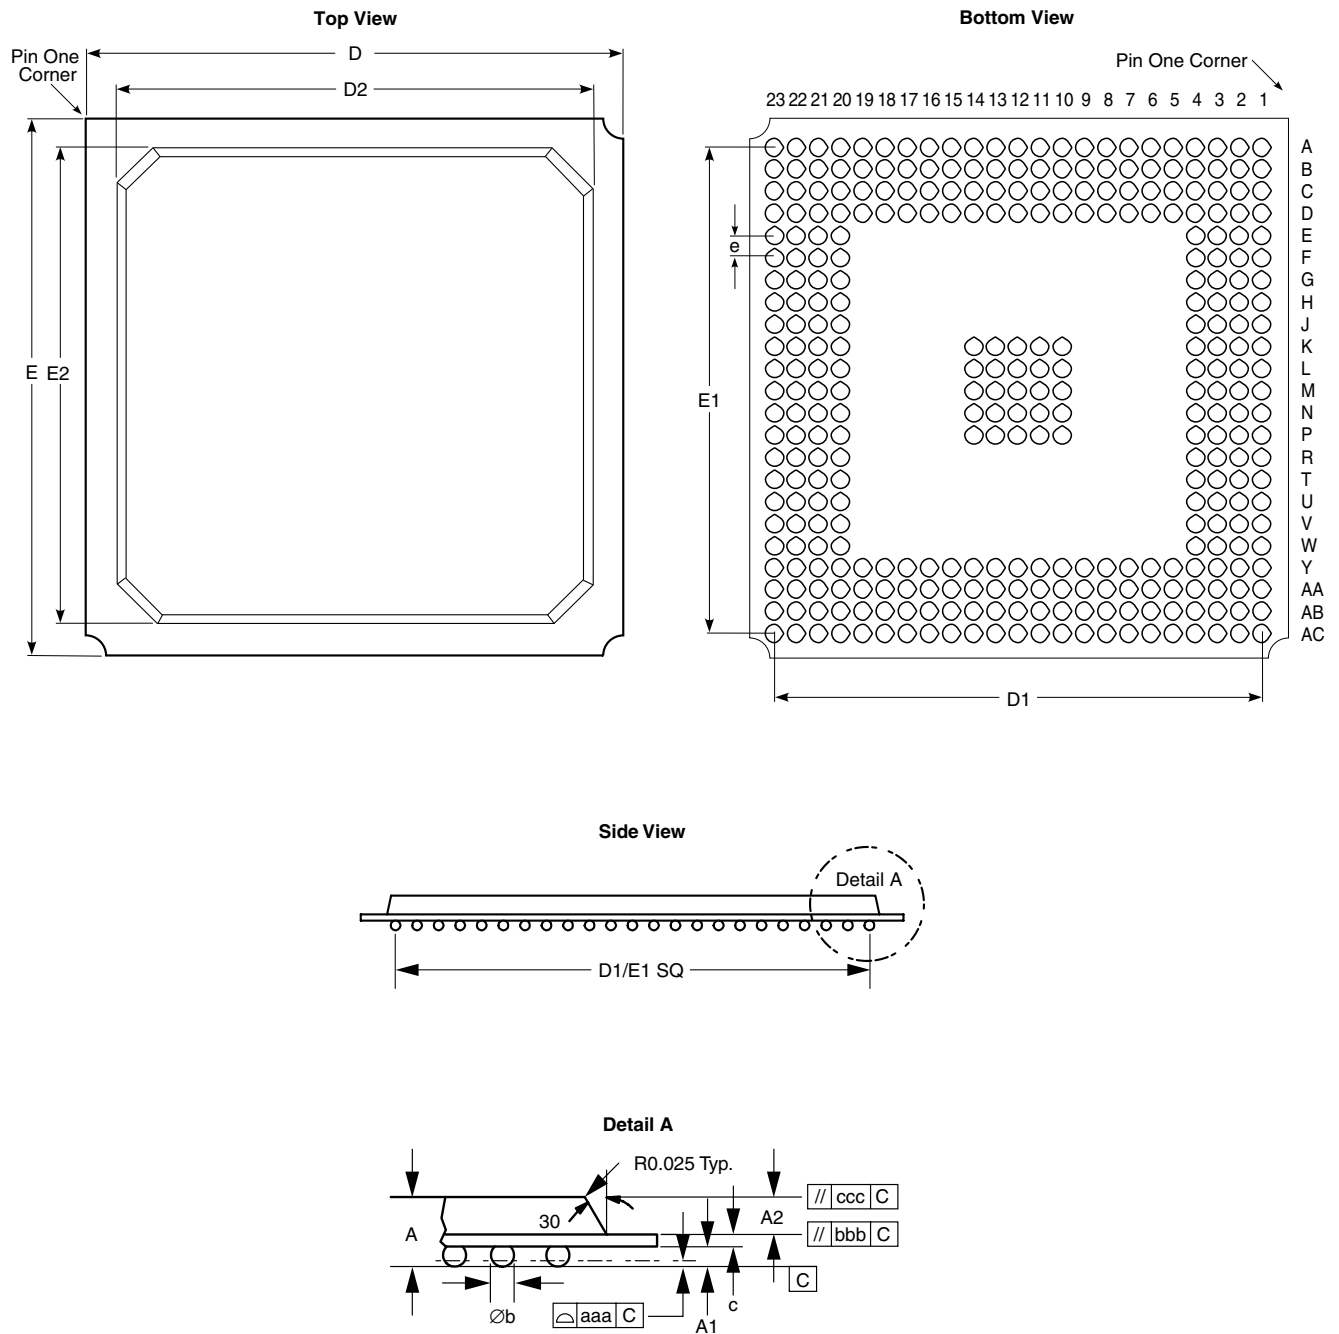 Top View
Bottom View
Pin One
Corner
D
D2
Pin One Corner
23 22 21 20 19 18 17 16 15 14 13 12 11 10 9 8 7 6 5 4 3 2 1
A
B
C
D
E
F
G
H
J
K
L
M
N
P
R
T
U
V
W
Y
AA
AB
AC
e
E
E2
E1
D1
Side View
Detail A
D1/E1 SQ
Detail A
R0.025 Typ.
30
A
A2
// ccc C
// bbb C
C
Øb
⌓ aaa C
A1
c